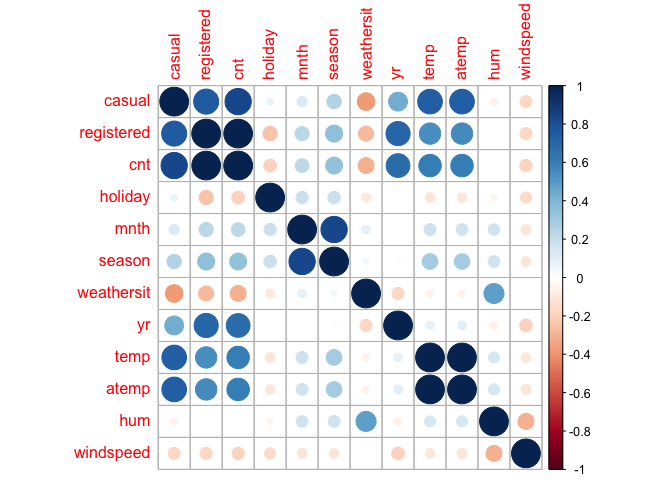 casual
registered
cnt
holiday
mnth
season
weathersit
yr
temp
atemp
hum
windspeed
casual
registered
cnt
holiday
mnth
season
weathersit
yr
temp
atemp
hum
windspeed
1
0.8
0.6
0.4
0.2
0
-0.2
-0.4
-0.6
-0.8
-1